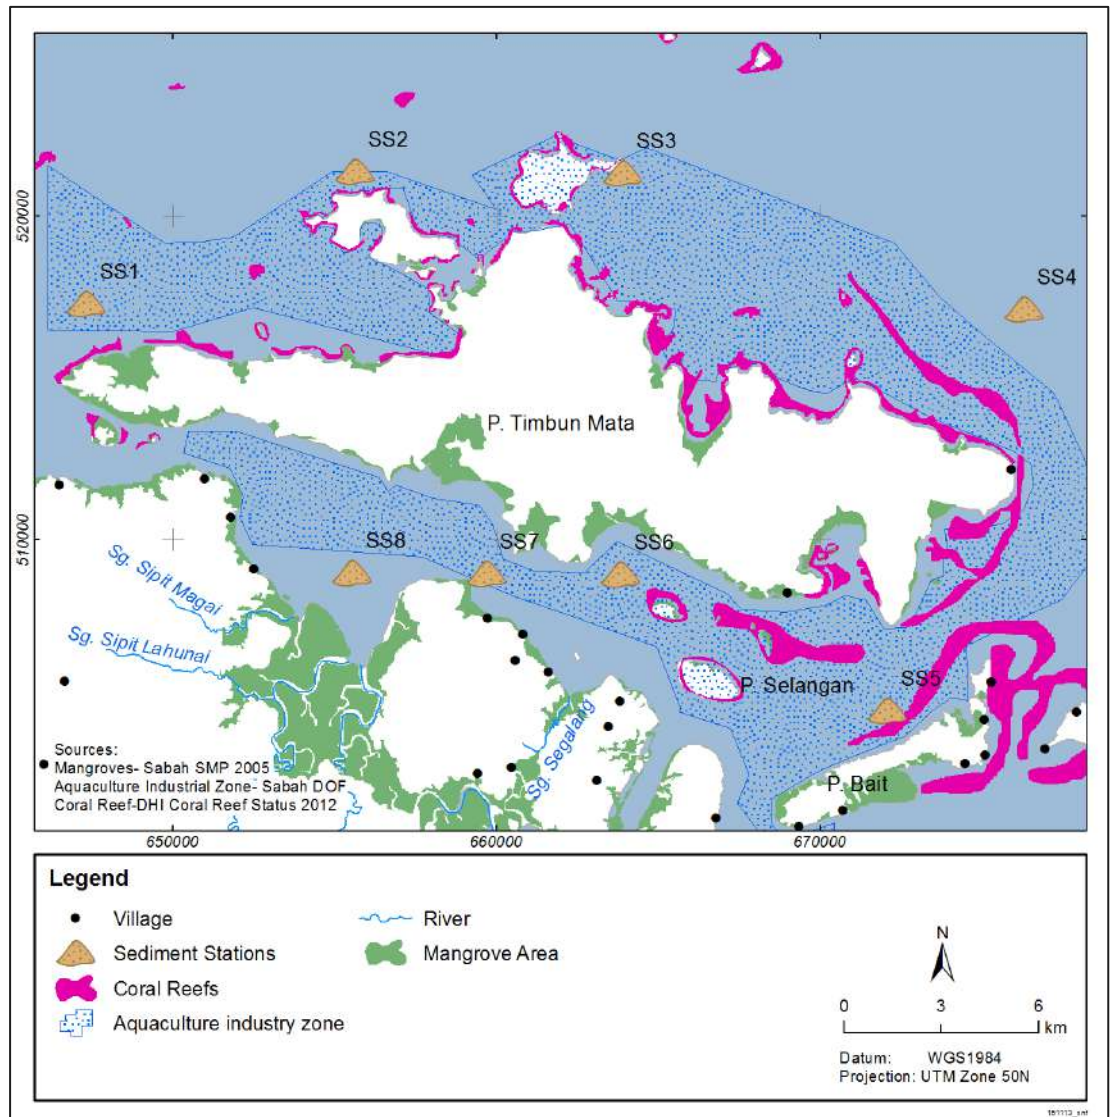 SS2
SS3
520000
SS1
SS4
P. Timbun Mata
510000
SS8
SS7
SS6
Sg. Sipit Magai
Sg. Sipit Lahunai
P. Selangan
SS5
Sg. Segalang
Sources:
Mangroves- Sabah SMP 2005
Aquaculture Industrial Zone- Sabah DOF
Coral Reef-DHI Coral Reef Status 2012
P. Bait
650000
660000
670000
Legend
Village
River
Sediment Stations
Mangrove Area
Coral Reefs
Aquaculture industry zone
N
0 3 6
km
Datum: WGS1984
Projection: UTM Zone 50N